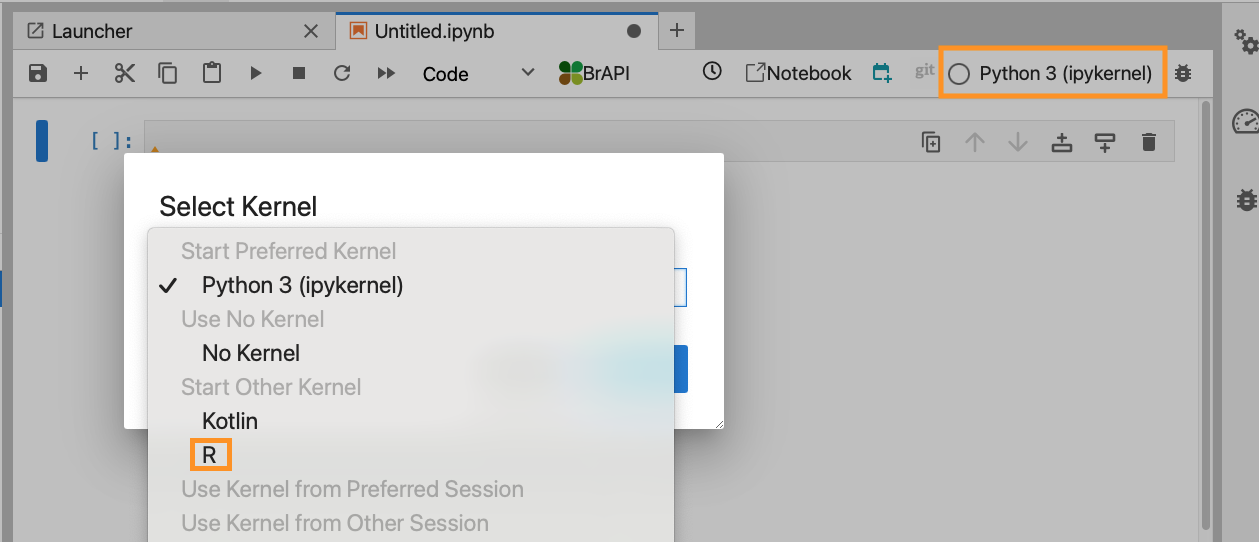 Launcher
Untitled.ipynb
Code
BrAPI
Notebook
git
Python 3 (ipykernel)
[ ]:
Select Kernel
Start Preferred Kernel
Python 3 (ipykernel)
Use No Kernel
No Kernel
Start Other Kernel
Kotlin
R
Use Kernel from Preferred Session
Use Kernel from Other Session